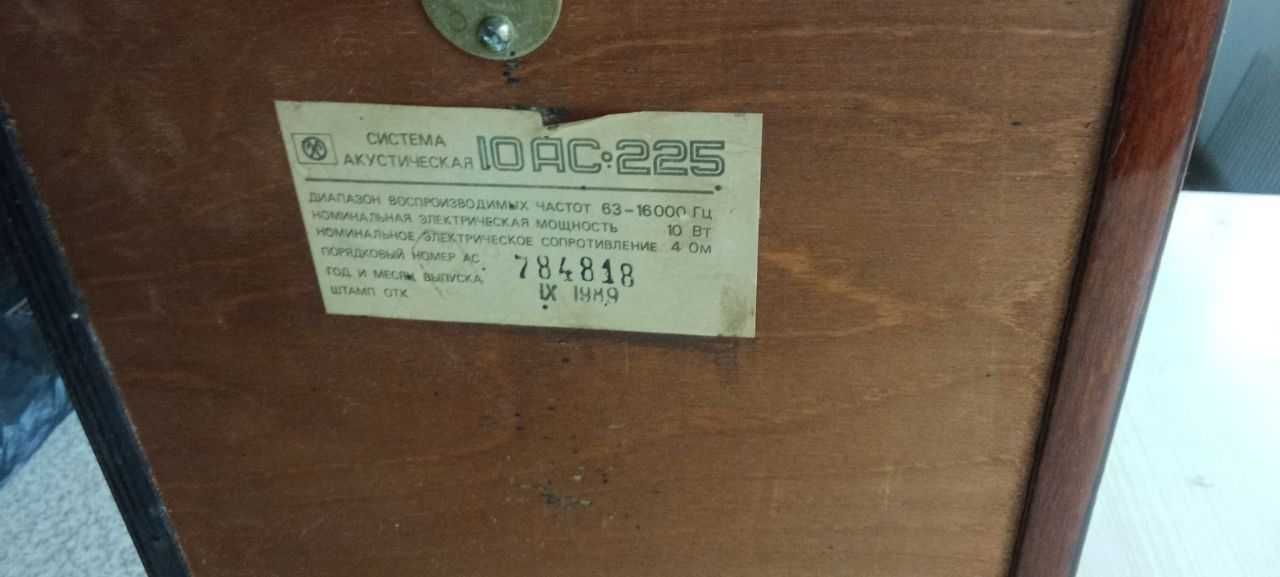 СИСТЕМА
АКУСТИЧЕСКАЯ 10АС-225
ДИАПАЗОН ВОСПРОИЗВОДИМЫХ ЧАСТОТ 63-16000 ГЦ
НОМИНАЛЬНАЯ ЭЛЕКТРИЧЕСКАЯ МОЩНОСТЬ 10 ВТ
НОМИНАЛЬНОЕ ЭЛЕКТРИЧЕСКОЕ СОПРОТИВЛЕНИЕ 4 ОМ
ПОРЯДКОВЫЙ НОМЕР АС 784818
ГОД И МЕСЯЦ ВЫПУСКА IX 1989
ШТАМП ОТК